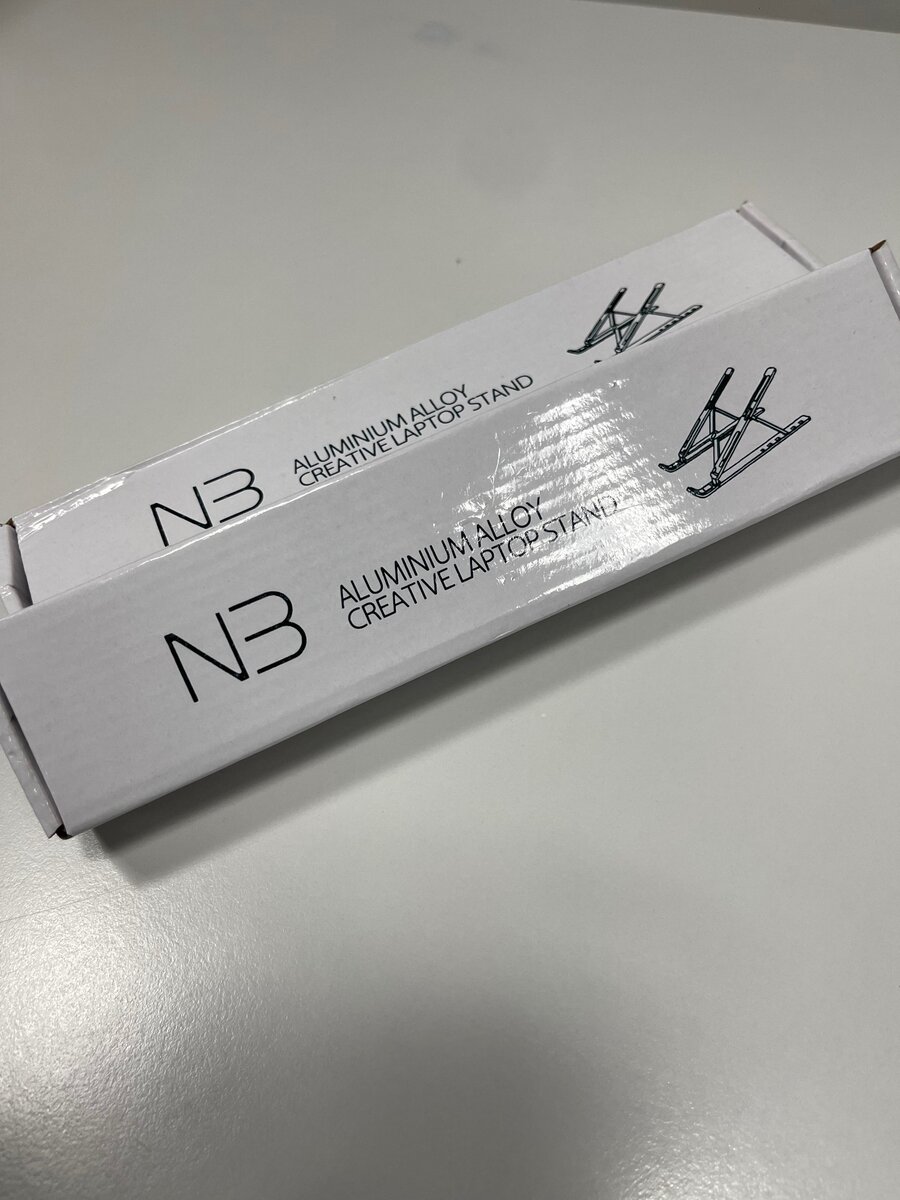 NB
ALUMINIUM ALLOY
CREATIVE LAPTOP STAND
NB
ALUMINIUM ALLOY
CREATIVE LAPTOP STAND